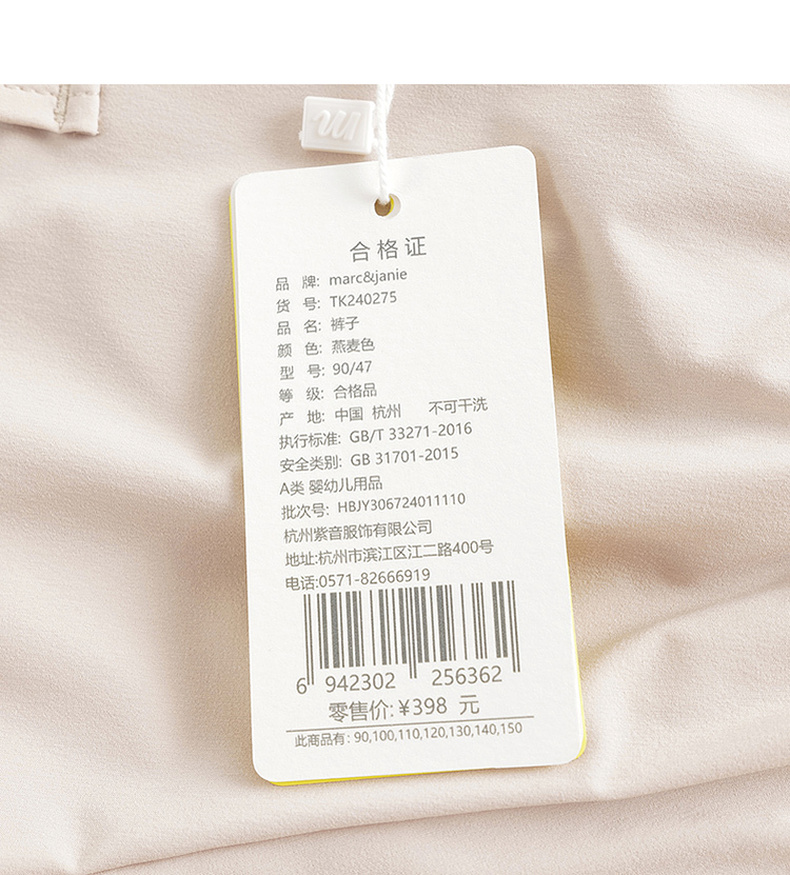 合格证
品 牌: marc&janie
货 号: TK240275
品 名: 裤子
颜 色: 燕麦色
型 号: 90/47
等 级: 合格品
产 地: 中国 杭州 不可干洗
执行标准: GB/T 33271-2016
安全类别: GB 31701-2015
A类 婴幼儿用品
批次号: HBJY306724011110
杭州紫音服饰有限公司
地址:杭州市滨江区江二路400号
电话:0571-82666919
6 942302 256362
零售价:¥398 元
此商品有: 90,100,110,120,130,140,150